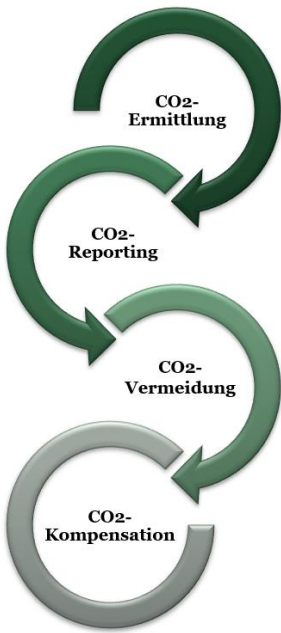 CO2-
Ermittlung
CO2-
Reporting
CO2-
Vermeidung
CO2-
Kompensation